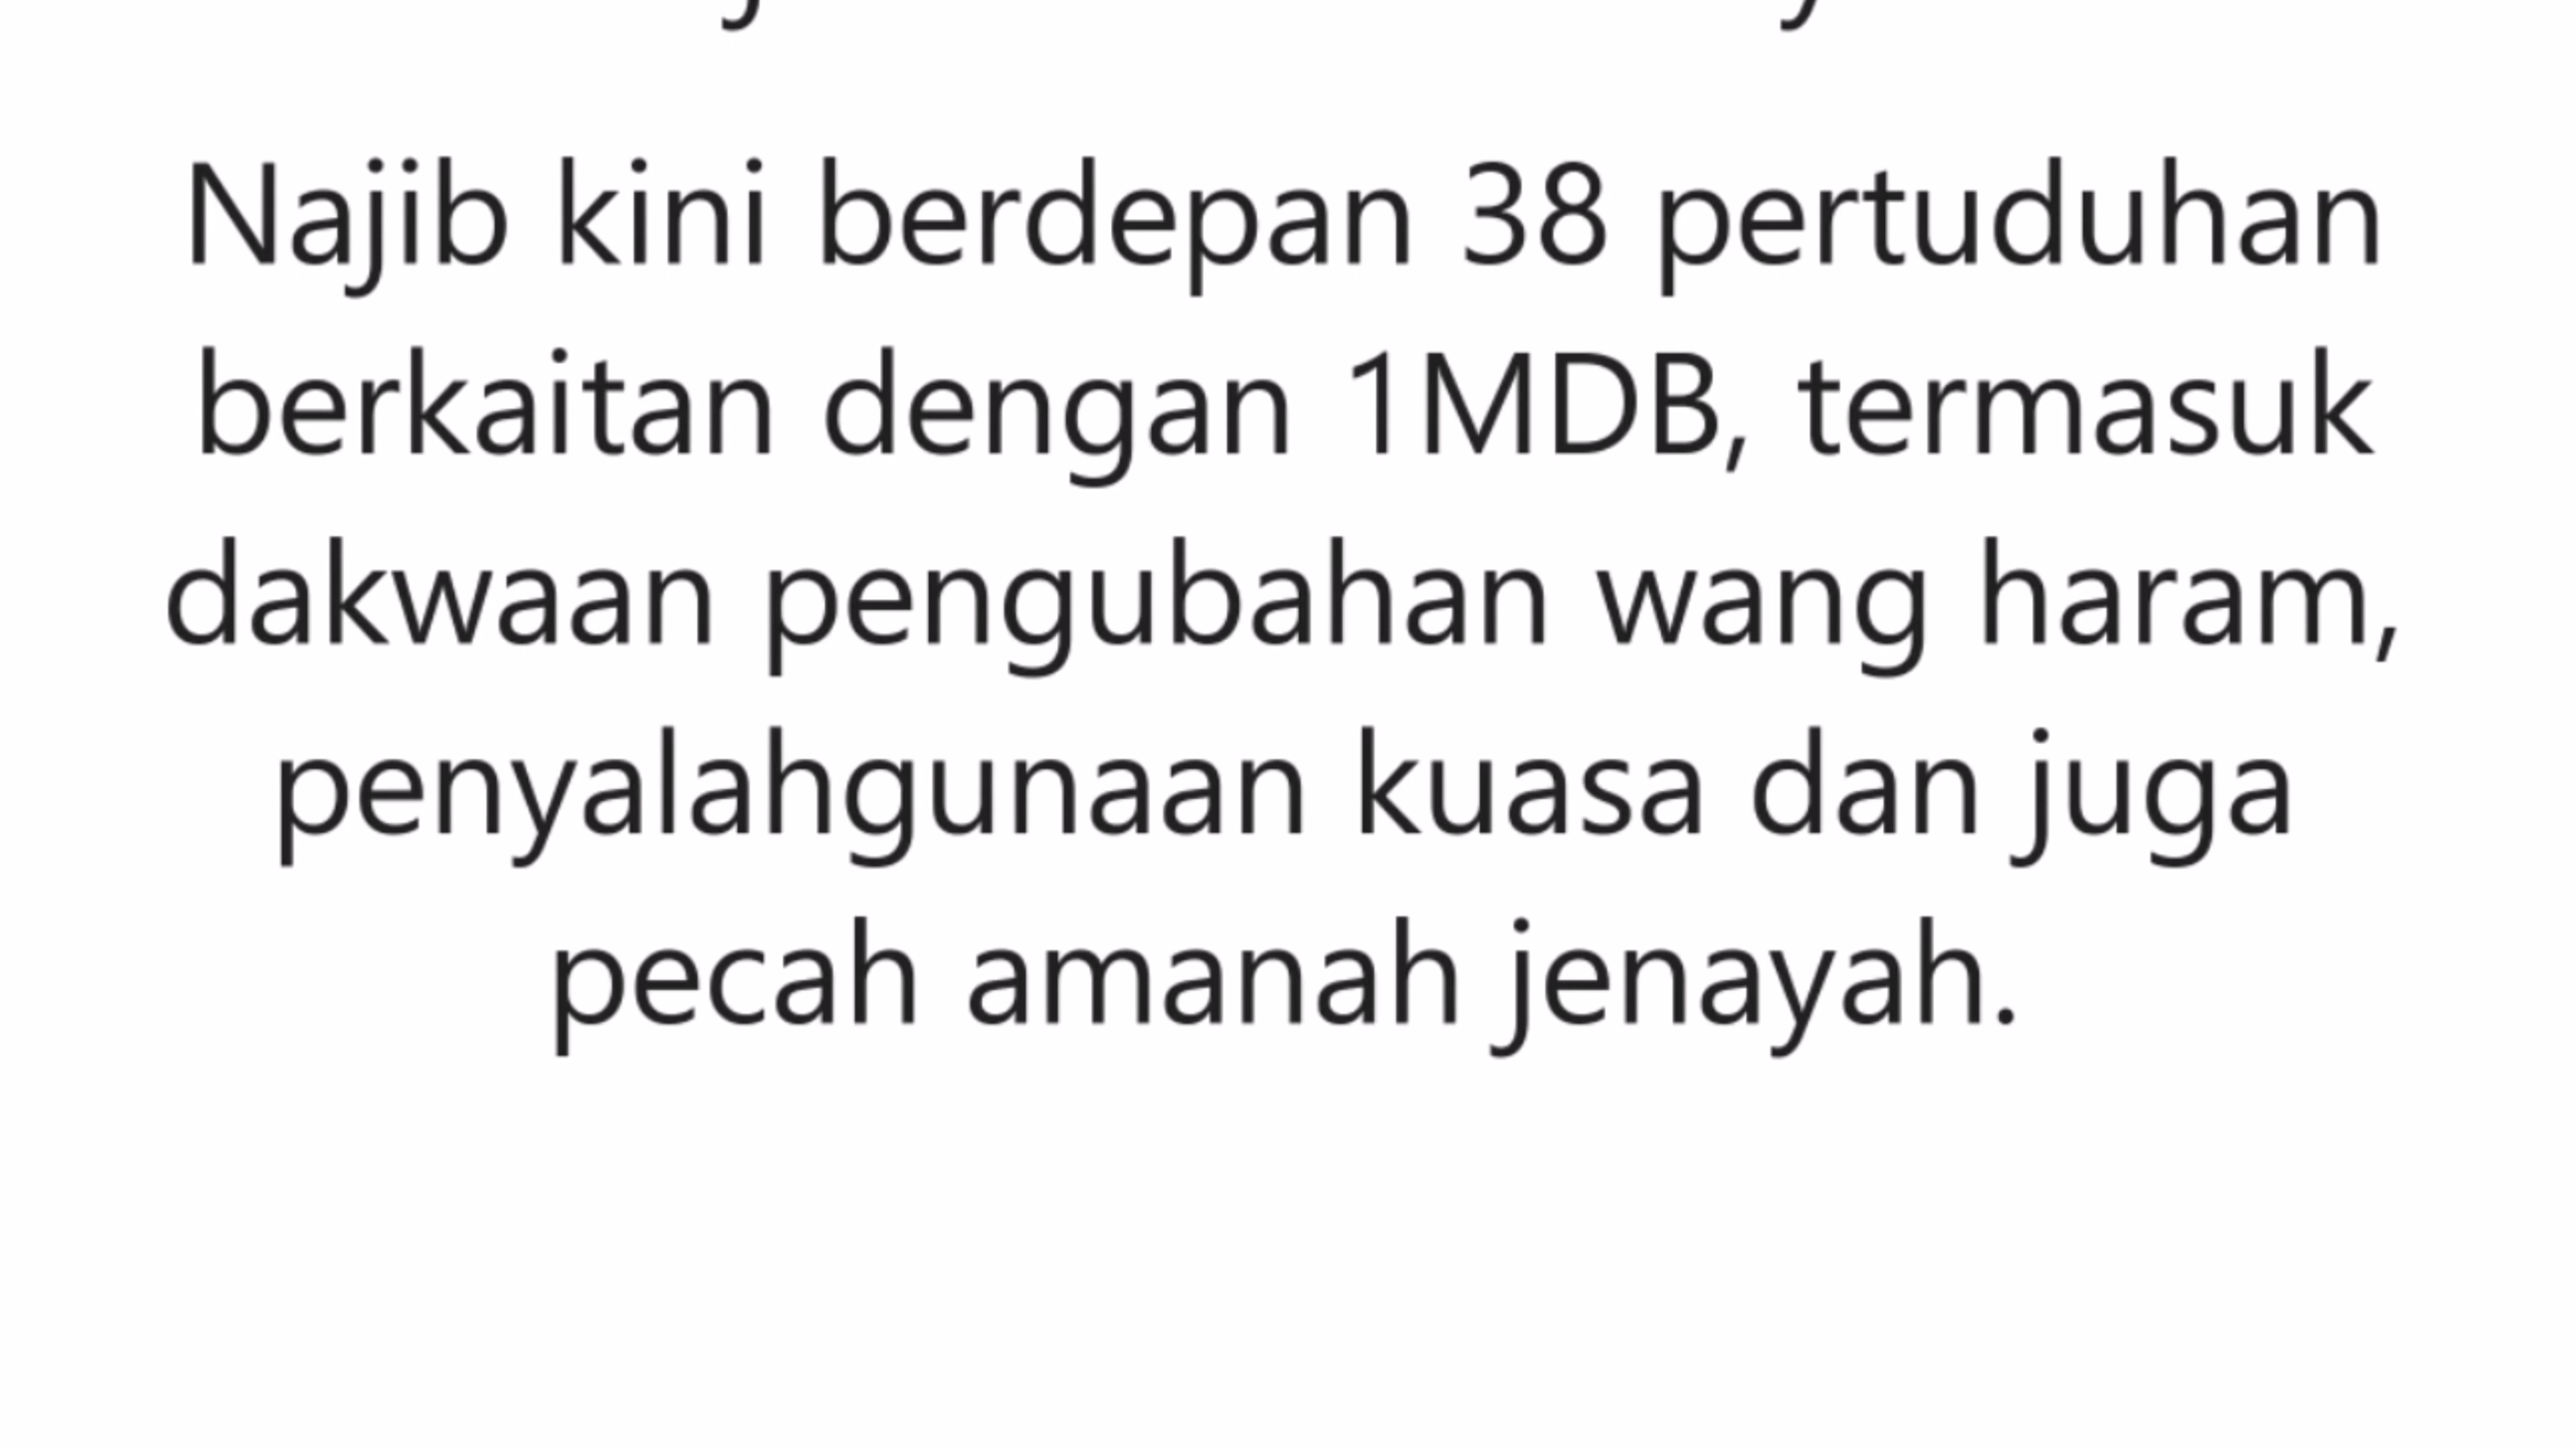 Najib kini berdepan 38 pertuduhan
berkaitan dengan 1MDB, termasuk
dakwaan pengubahan wang haram,
penyalahgunaan kuasa dan juga
pecah amanah jenayah.